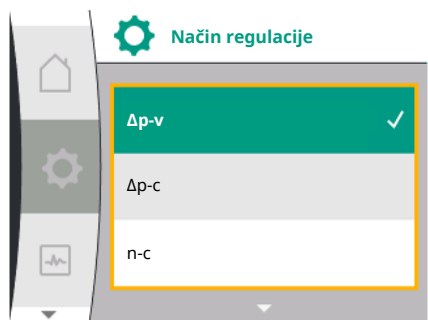 Način regulacije
Δp-v
Δp-c
n-c